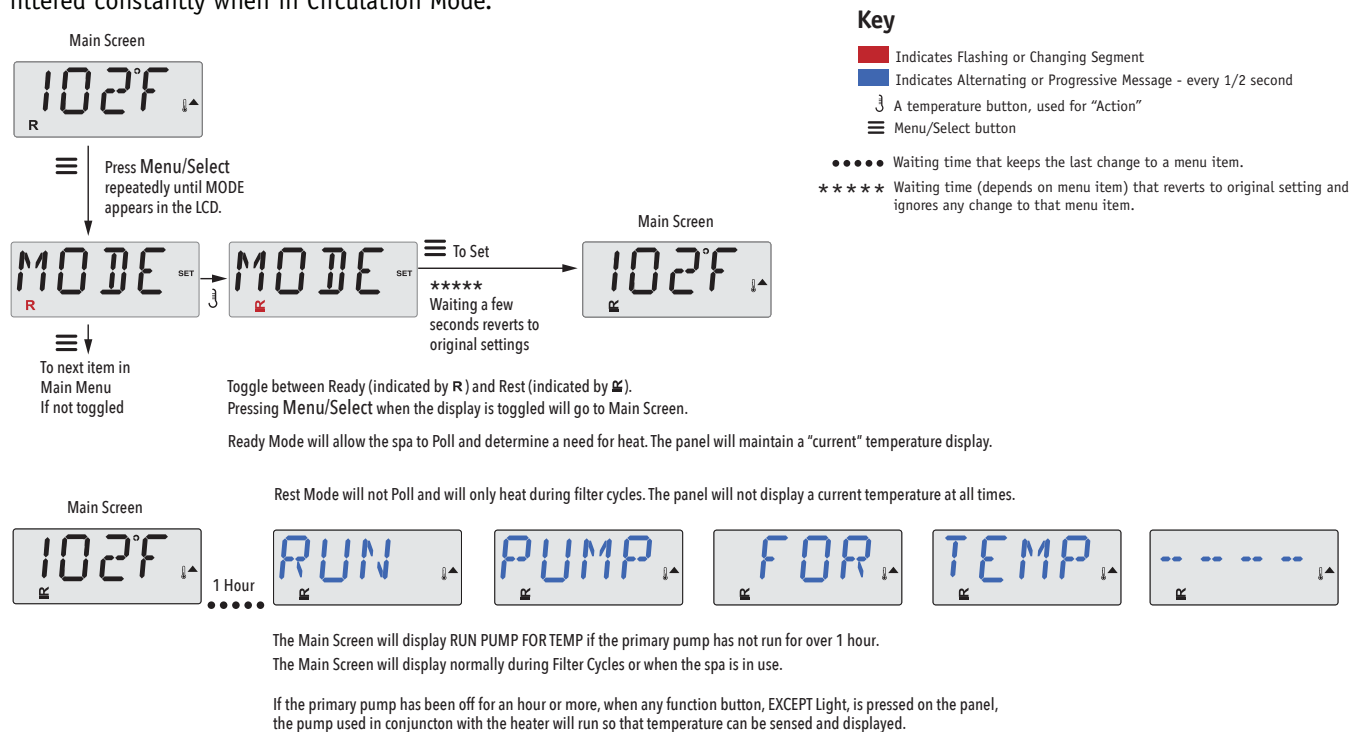 filtered constantly when in Circulation Mode.
Key
Indicates Flashing or Changing Segment
Indicates Alternating or Progressive Message - every 1/2 second
A temperature button, used for “Action”
Menu/Select button
••••• Waiting time that keeps the last change to a menu item.
***** Waiting time (depends on menu item) that reverts to original setting and
ignores any change to that menu item.
Main Screen
102°F
R
Press Menu/Select
repeatedly until MODE
appears in the LCD.
MODE SET
R
MODE SET
R
To Set
*****
Waiting a few
seconds reverts to
original settings
Main Screen
102°F
R
To next item in
Main Menu
If not toggled
Toggle between Ready (indicated by R) and Rest (indicated by R).
Pressing Menu/Select when the display is toggled will go to Main Screen.
Ready Mode will allow the spa to Poll and determine a need for heat. The panel will maintain a “current“ temperature display.
Rest Mode will not Poll and will only heat during filter cycles. The panel will not display a current temperature at all times.
Main Screen
102°F
R
1 Hour
•••••
RUN
R
PUMP
R
FOR
R
TEMP
R
-- -- -- --
R
The Main Screen will display RUN PUMP FOR TEMP if the primary pump has not run for over 1 hour.
The Main Screen will display normally during Filter Cycles or when the spa is in use.
If the primary pump has been off for an hour or more, when any function button, EXCEPT Light, is pressed on the panel,
the pump used in conjuncton with the heater will run so that temperature can be sensed and displayed.